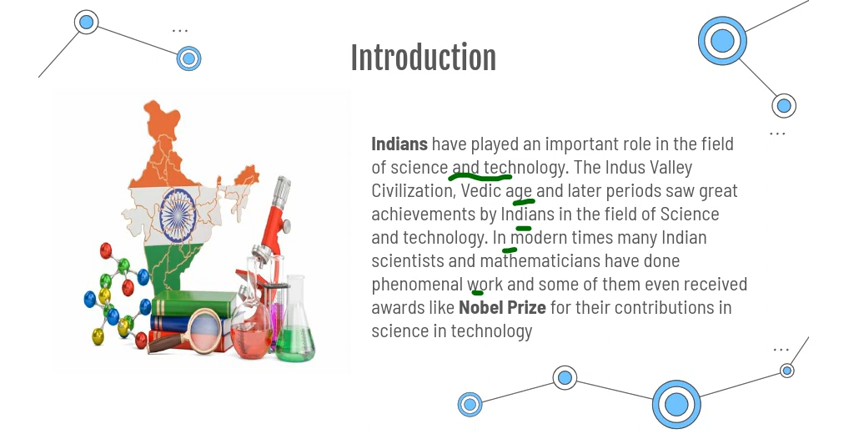 Introduction
Indians have played an important role in the field
of science and technology. The Indus Valley
Civilization, Vedic age and later periods saw great
achievements by Indians in the field of Science
and technology. In modern times many Indian
scientists and mathematicians have done
phenomenal work and some of them even received
awards like Nobel Prize for their contributions in
science in technology